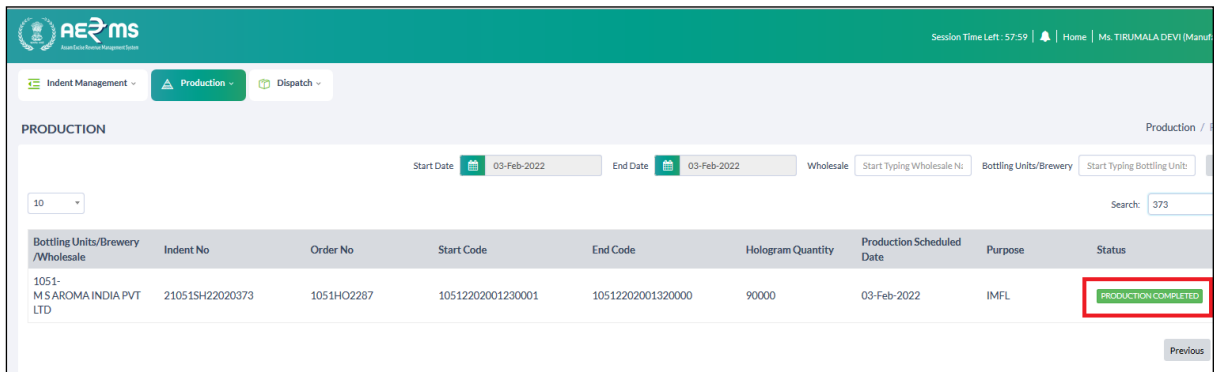 AERMS
Assam Excise Revenue Management System
Session Time Left : 57:59 | Home | Ms. TIRUMALA DEVI (Manuf
Indent Management Production Dispatch
PRODUCTION
Production /
Start Date 03-Feb-2022 End Date 03-Feb-2022 Wholesale Start Typing Wholesale Na Bottling Units/Brewery Start Typing Bottling Unit
10
Search: 373
Bottling Units/Brewery /Wholesale Indent No Order No Start Code End Code Hologram Quantity Production Scheduled Date Purpose Status
1051-
M S AROMA INDIA PVT LTD 21051SH22020373 1051HO2287 10512202001230001 10512202001320000 90000 03-Feb-2022 IMFL PRODUCTION COMPLETED
Previous